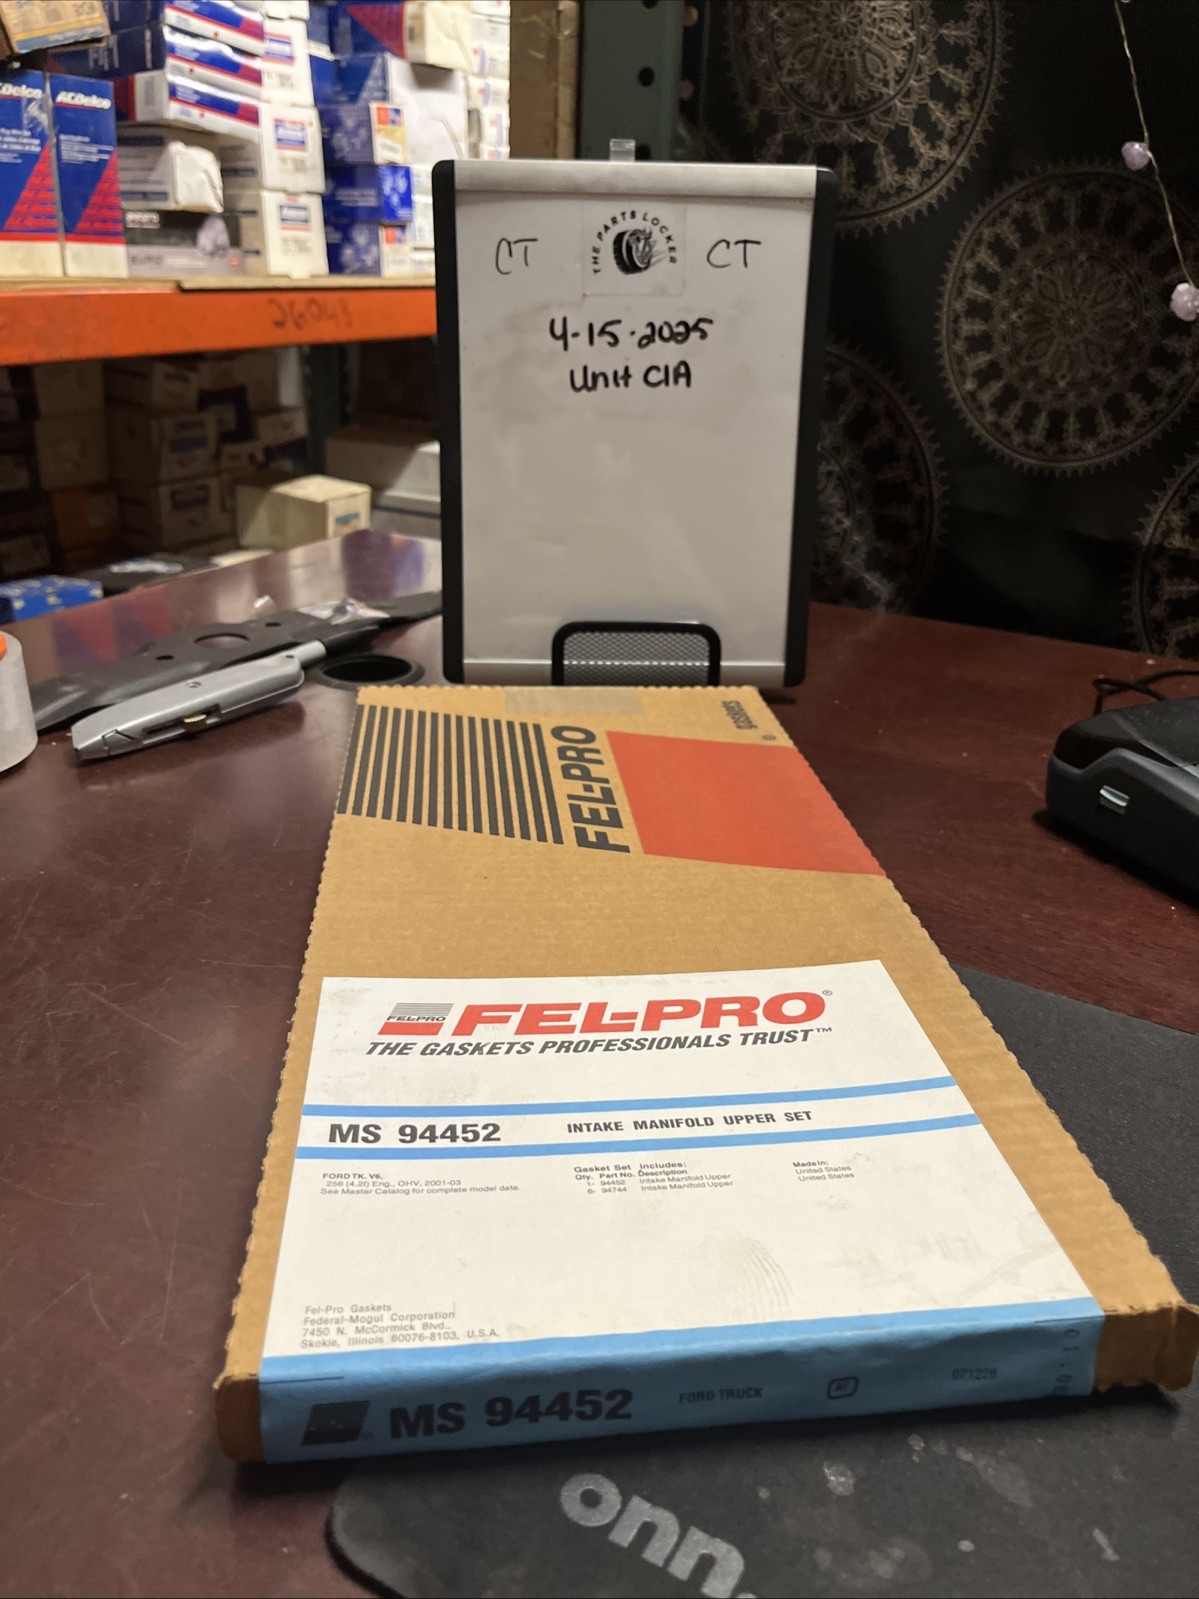 ACDelco
ACDelco
26043
THE PARTS LOCKER
CT CT
4-15-2025
Unit C1A
FEL-PRO
gaskets
FEL-PRO
FEL-PRO®
THE GASKETS PROFESSIONALS TRUST™
MS 94452 INTAKE MANIFOLD UPPER SET
FORD TK. V6,
256 (4.2l) Eng., OHV, 2001-03
See Master Catalog for complete model data.
Gasket Set Includes:
Qty. Part No. Description
1- 94452 Intake Manifold Upper
6- 94744 Intake Manifold Upper
Made in:
United States
United States
Fel-Pro Gaskets
Federal-Mogul Corporation
7450 N. McCormick Blvd.,
Skokie, Illinois 60076-8103, U.S.A.
MS 94452 FORD TRUCK
onn.